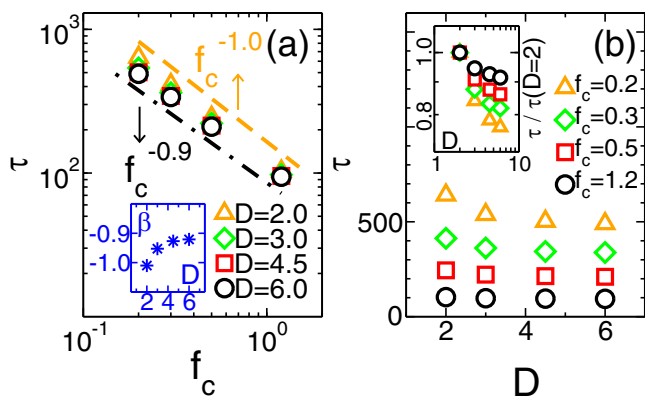 (a)
10^3
10^2
τ
f_c^-1.0
f_c^-0.9
β
-0.9
-1.0
D
2 4 6
D=2.0
D=3.0
D=4.5
D=6.0
10^-1
10^0
f_c
(b)
1.0
0.8
D
1
10
τ / τ(D=2)
f_c=0.2
f_c=0.3
f_c=0.5
f_c=1.2
τ
500
0
2
4
6
D